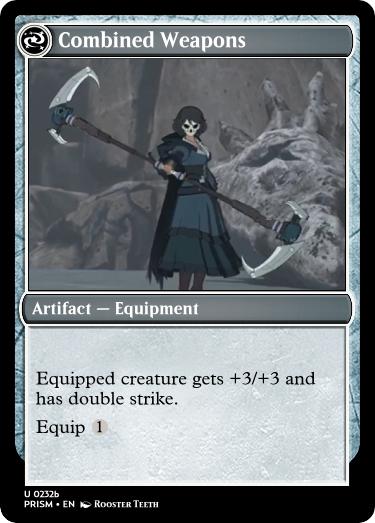 Combined Weapons
Artifact — Equipment
Equipped creature gets +3/+3 and
has double strike.
Equip 1
U 0232b
PRISM • EN Rooster Teeth